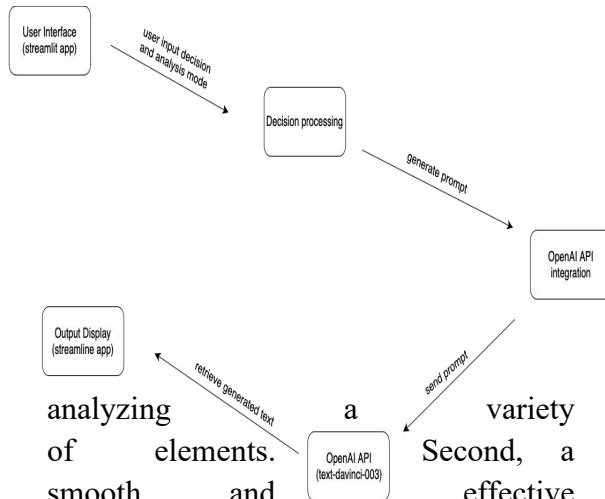 User Interface
(streamlit app)
user input decision
and analysis mode
Decision processing
generate prompt
OpenAI API
integration
send prompt
Output Display
(streamline app)
retrieve generated text
OpenAI API
(text-davinci-003)
analyzing a variety
of elements. Second, a
smooth and effective